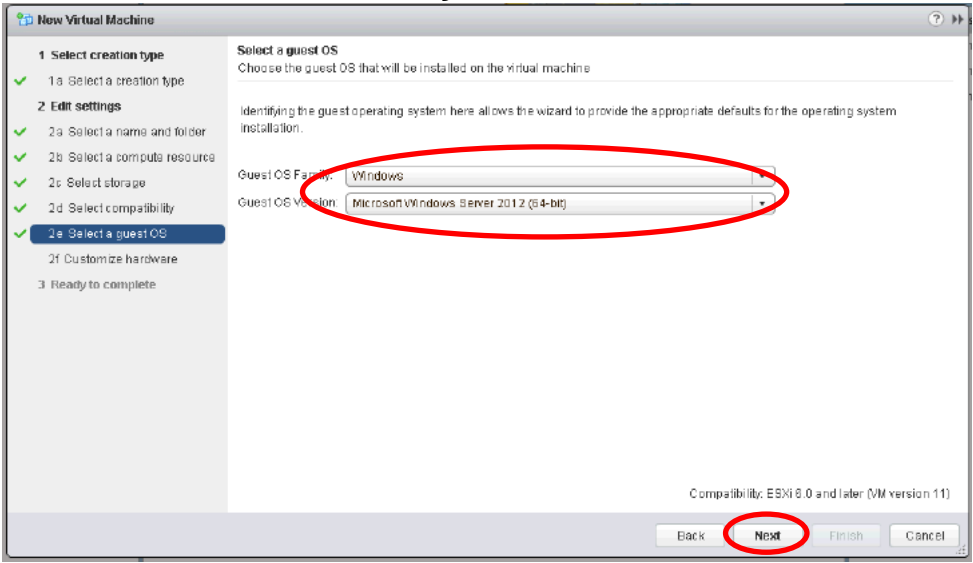 New Virtual Machine
1 Select creation type
1a Select a creation type
2 Edit settings
2a Select a name and folder
2b Select a compute resource
2c Select storage
2d Select compatibility
2e Select a guest OS
2f Customize hardware
3 Ready to complete
Select a guest OS
Choose the guest OS that will be installed on the virtual machine
Identifying the guest operating system here allows the wizard to provide the appropriate defaults for the operating system
installation.
Guest OS Family: Windows
Guest OS Version: Microsoft Windows Server 2012 (64-bit)
Compatibility: ESXi 6.0 and later (VM version 11)
Back Next Finish Cancel